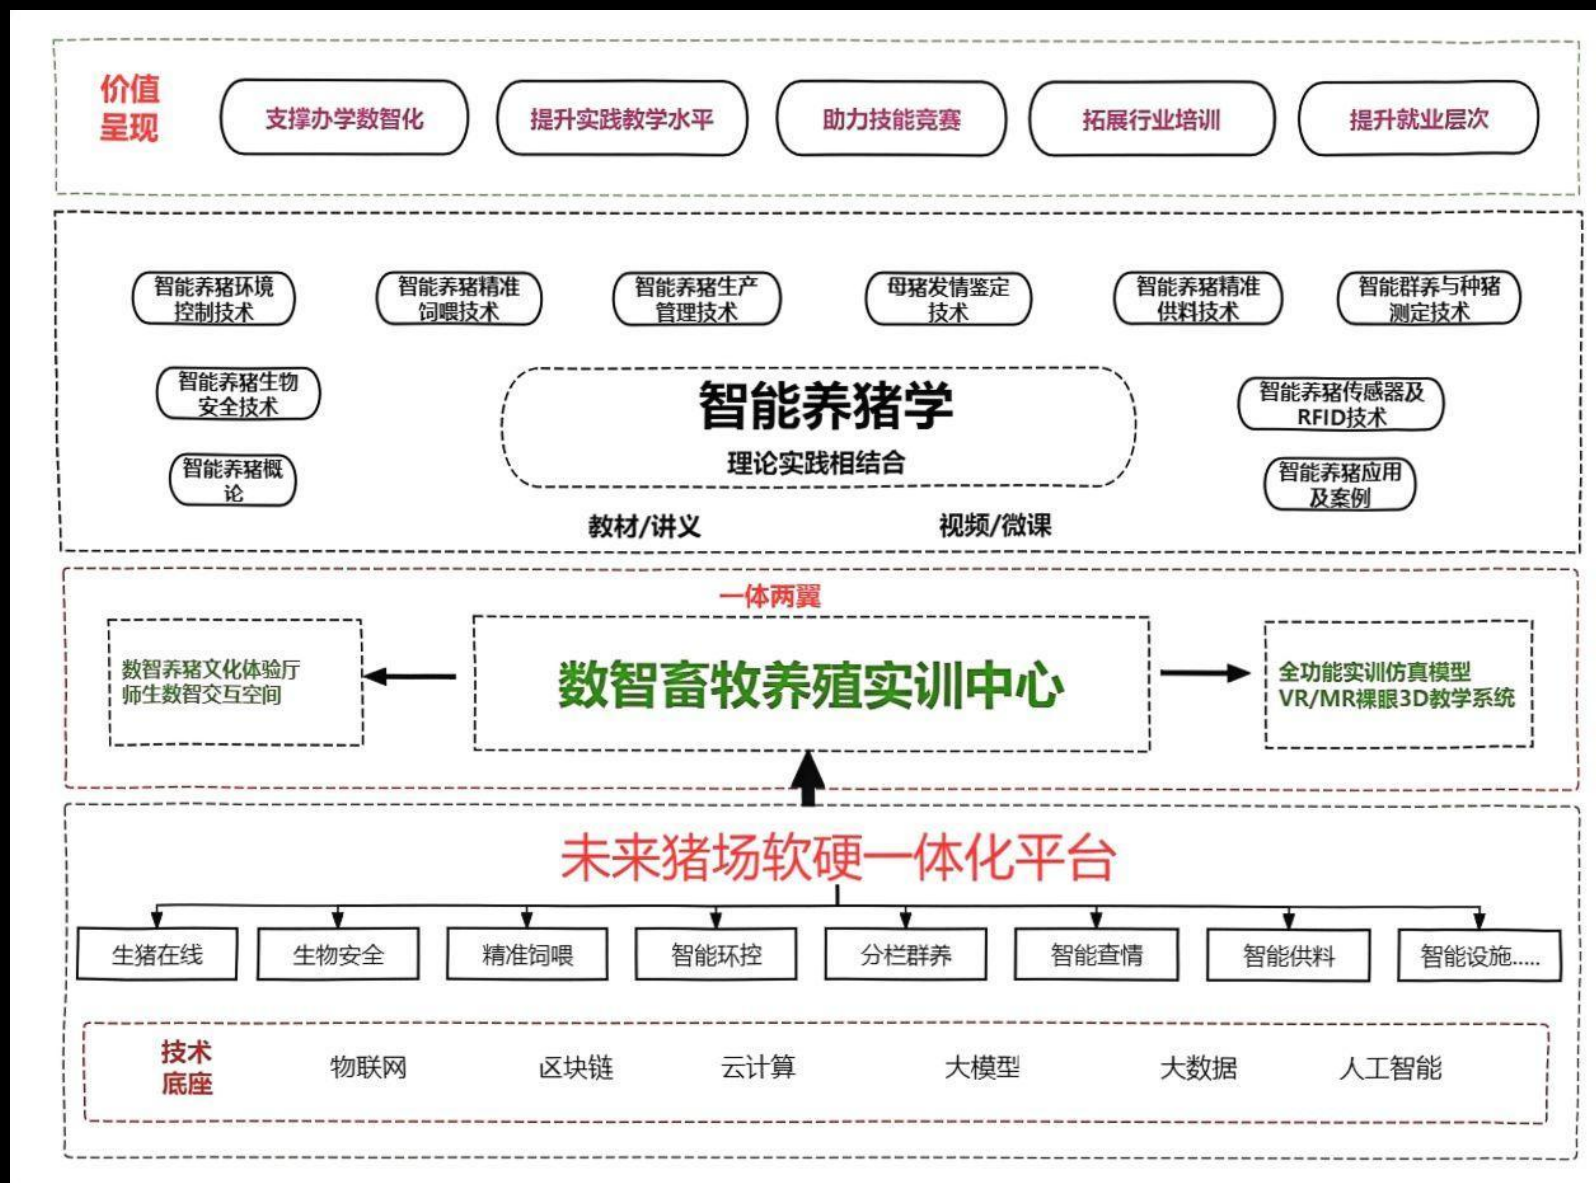 价值
呈现
支撑办学数智化
提升实践教学水平
助力技能竞赛
拓展行业培训
提升就业层次
智能养猪环境
控制技术
智能养猪精准
饲喂技术
智能养猪生产
管理技术
母猪发情鉴定
技术
智能养猪精准
供料技术
智能群养与种猪
测定技术
智能养猪生物
安全技术
智能养猪学
理论实践相结合
智能养猪传感器及
RFID技术
智能养猪概
论
智能养猪应用
及案例
教材/讲义
视频/微课
一体两翼
数智养猪文化体验厅
师生数智交互空间
数智畜牧养殖实训中心
全功能实训仿真模型
VR/MR裸眼3D教学系统
未来猪场软硬一体化平台
生猪在线
生物安全
精准饲喂
智能环控
分栏群养
智能查情
智能供料
智能设施.....
技术
底座
物联网
区块链
云计算
大模型
大数据
人工智能